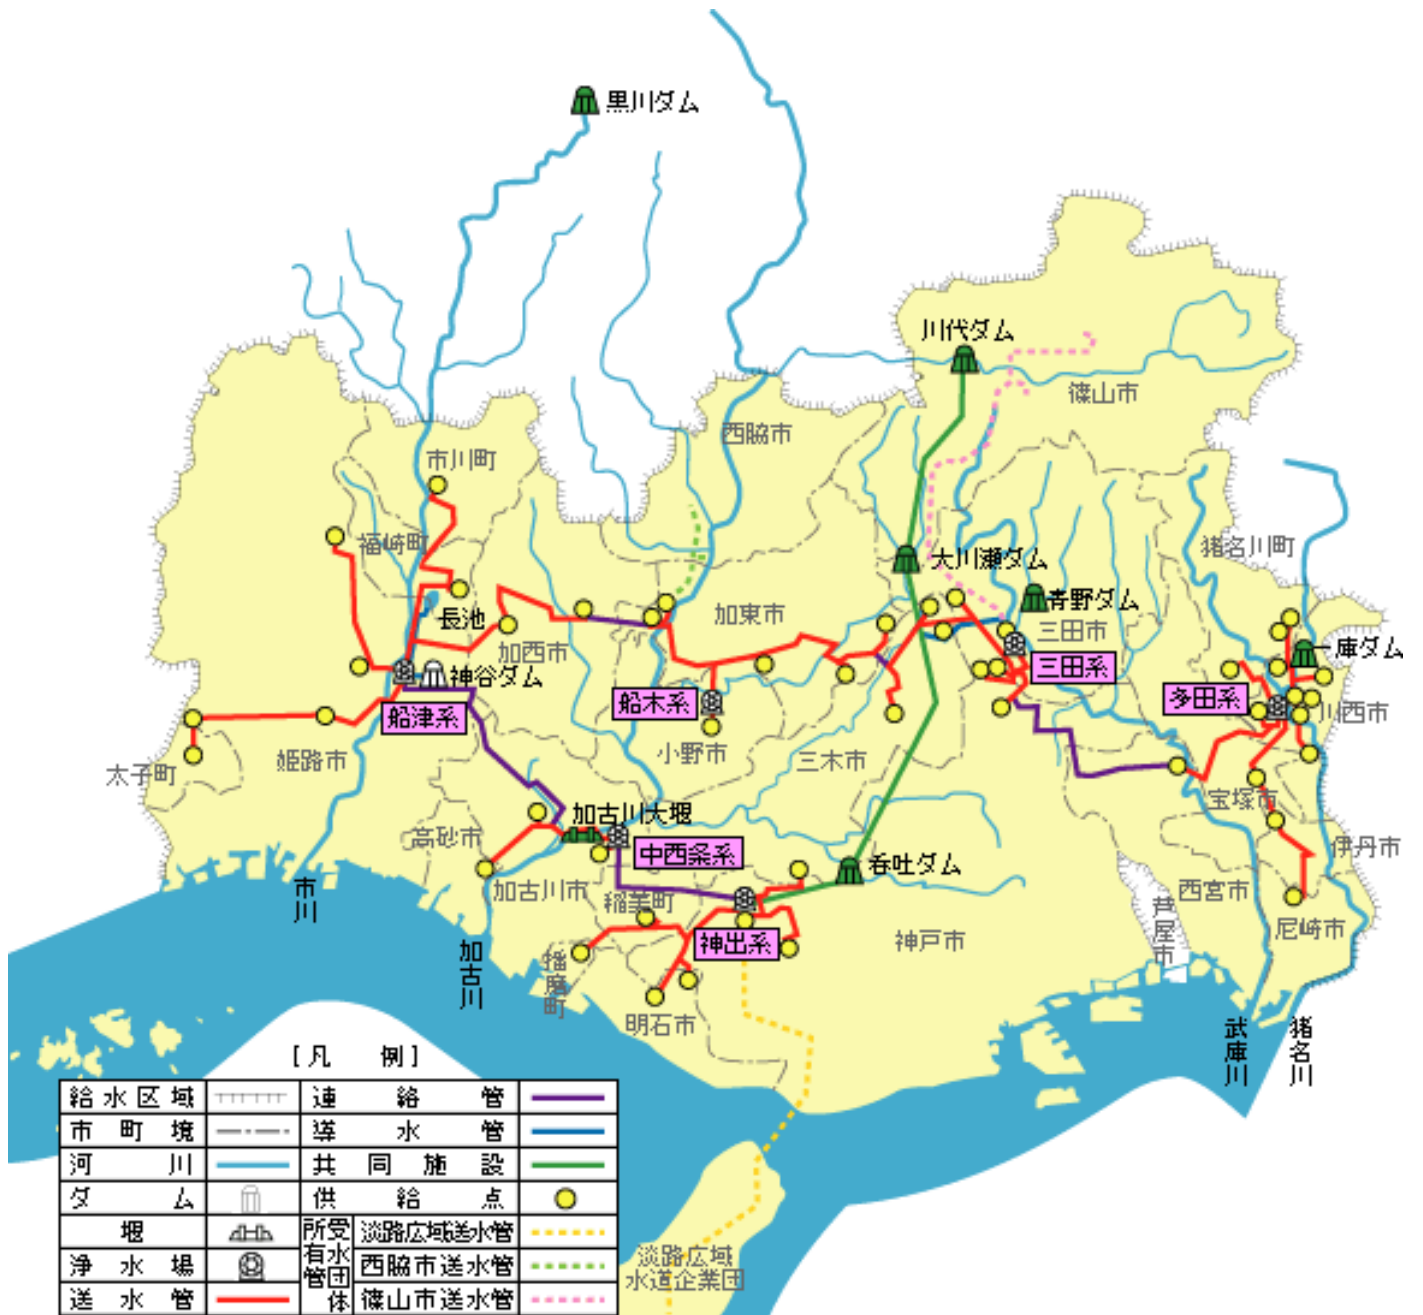 黒川ダム
川代ダム
篠山市
西脇市
市川町
福崎町
大川瀬ダム
猪名川町
青野ダム
長池
加東市
三田市
加西市
庫ダム
神谷ダム
三田系
船津系
船木系
多田系
川西市
小野市
三木市
姫路市
太子町
宝塚市
加古川大堰
高砂市
中西条系
伊丹市
呑吐ダム
加古川市
稲美町
西宮市
芦屋市
市川
神出系
神戸市
尼崎市
加古川
播磨町
明石市
武庫川
猪名川
[凡 例]
給水区域 連絡管
市町境 導水管
河川 共同施設
ダム 供給点
堰 受水団体所有管 淡路広域送水管
浄水場 西脇市送水管
送水管 篠山市送水管
淡路広域
水道企業団